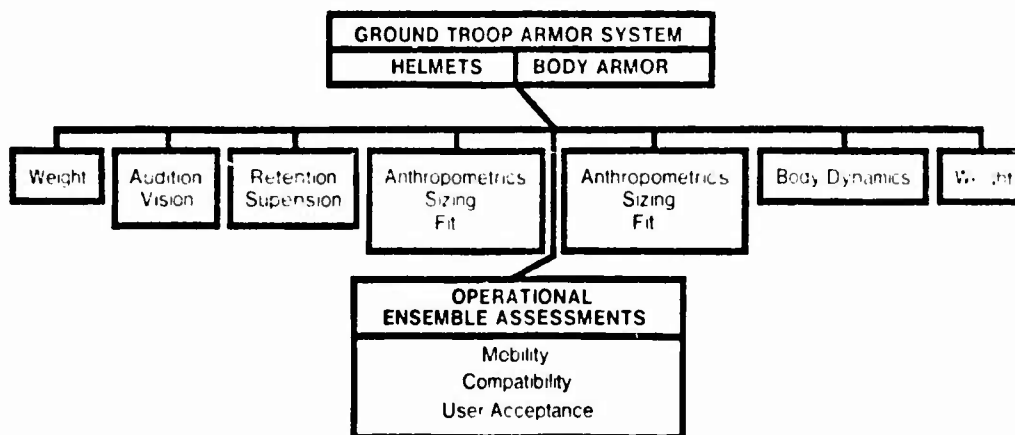 GROUND TROOP ARMOR SYSTEM
HELMETS
BODY ARMOR
Weight
Audition
Vision
Retention
Supension
Anthropometrics
Sizing
Fit
Anthropometrics
Sizing
Fit
Body Dynamics
OPERATIONAL
ENSEMBLE ASSESSMENTS
Mobility
Compatibility
User Acceptance